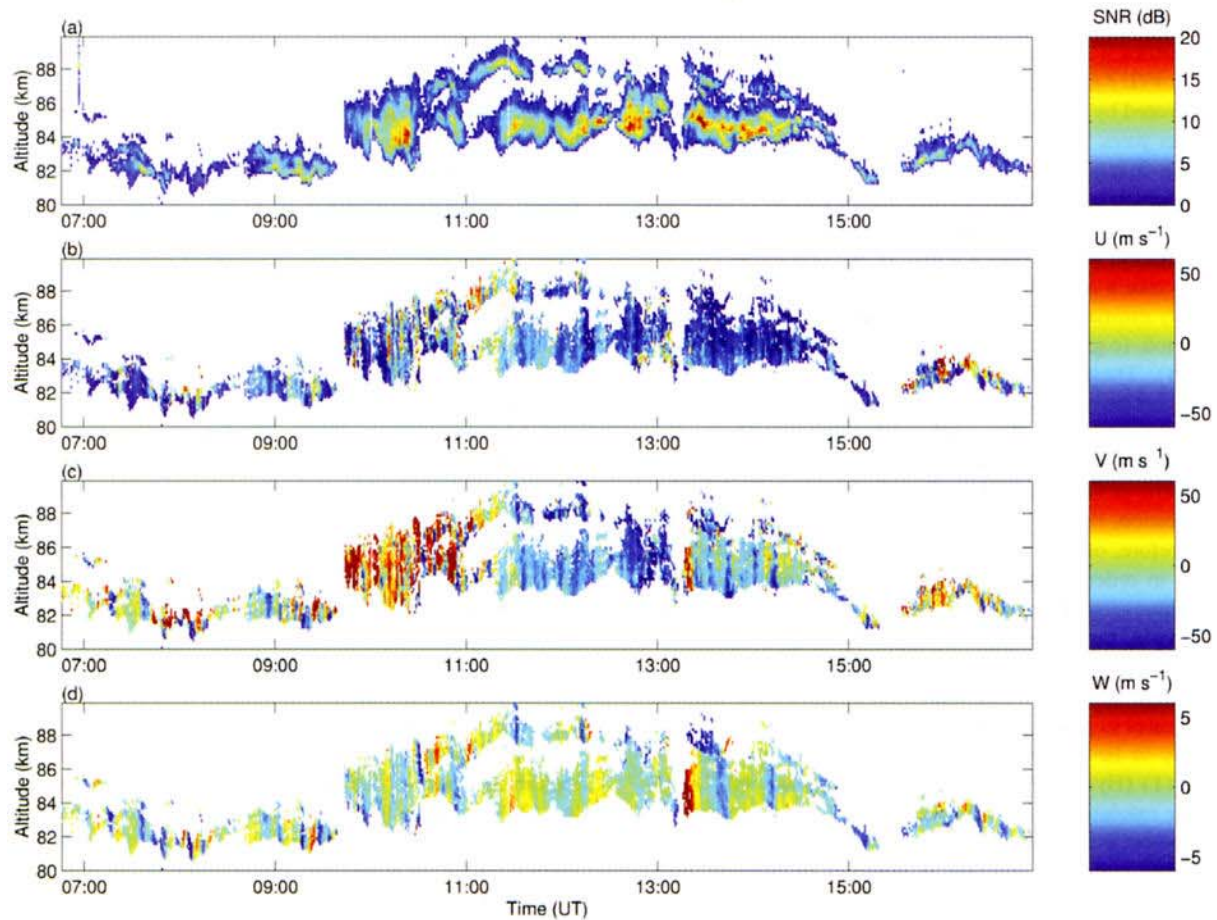 (a)
SNR (dB)
Altitude (km)
88
86
84
82
80
07:00 09:00 11:00 13:00 15:00
20
15
10
5
0
(b)
U (m s⁻¹)
Altitude (km)
88
86
84
82
80
07:00 09:00 11:00 13:00 15:00
50
0
−50
(c)
V (m s⁻¹)
Altitude (km)
88
86
84
82
80
07:00 09:00 11:00 13:00 15:00
50
0
−50
(d)
W (m s⁻¹)
Altitude (km)
88
86
84
82
80
07:00 09:00 11:00 13:00 15:00
Time (UT)
5
0
−5